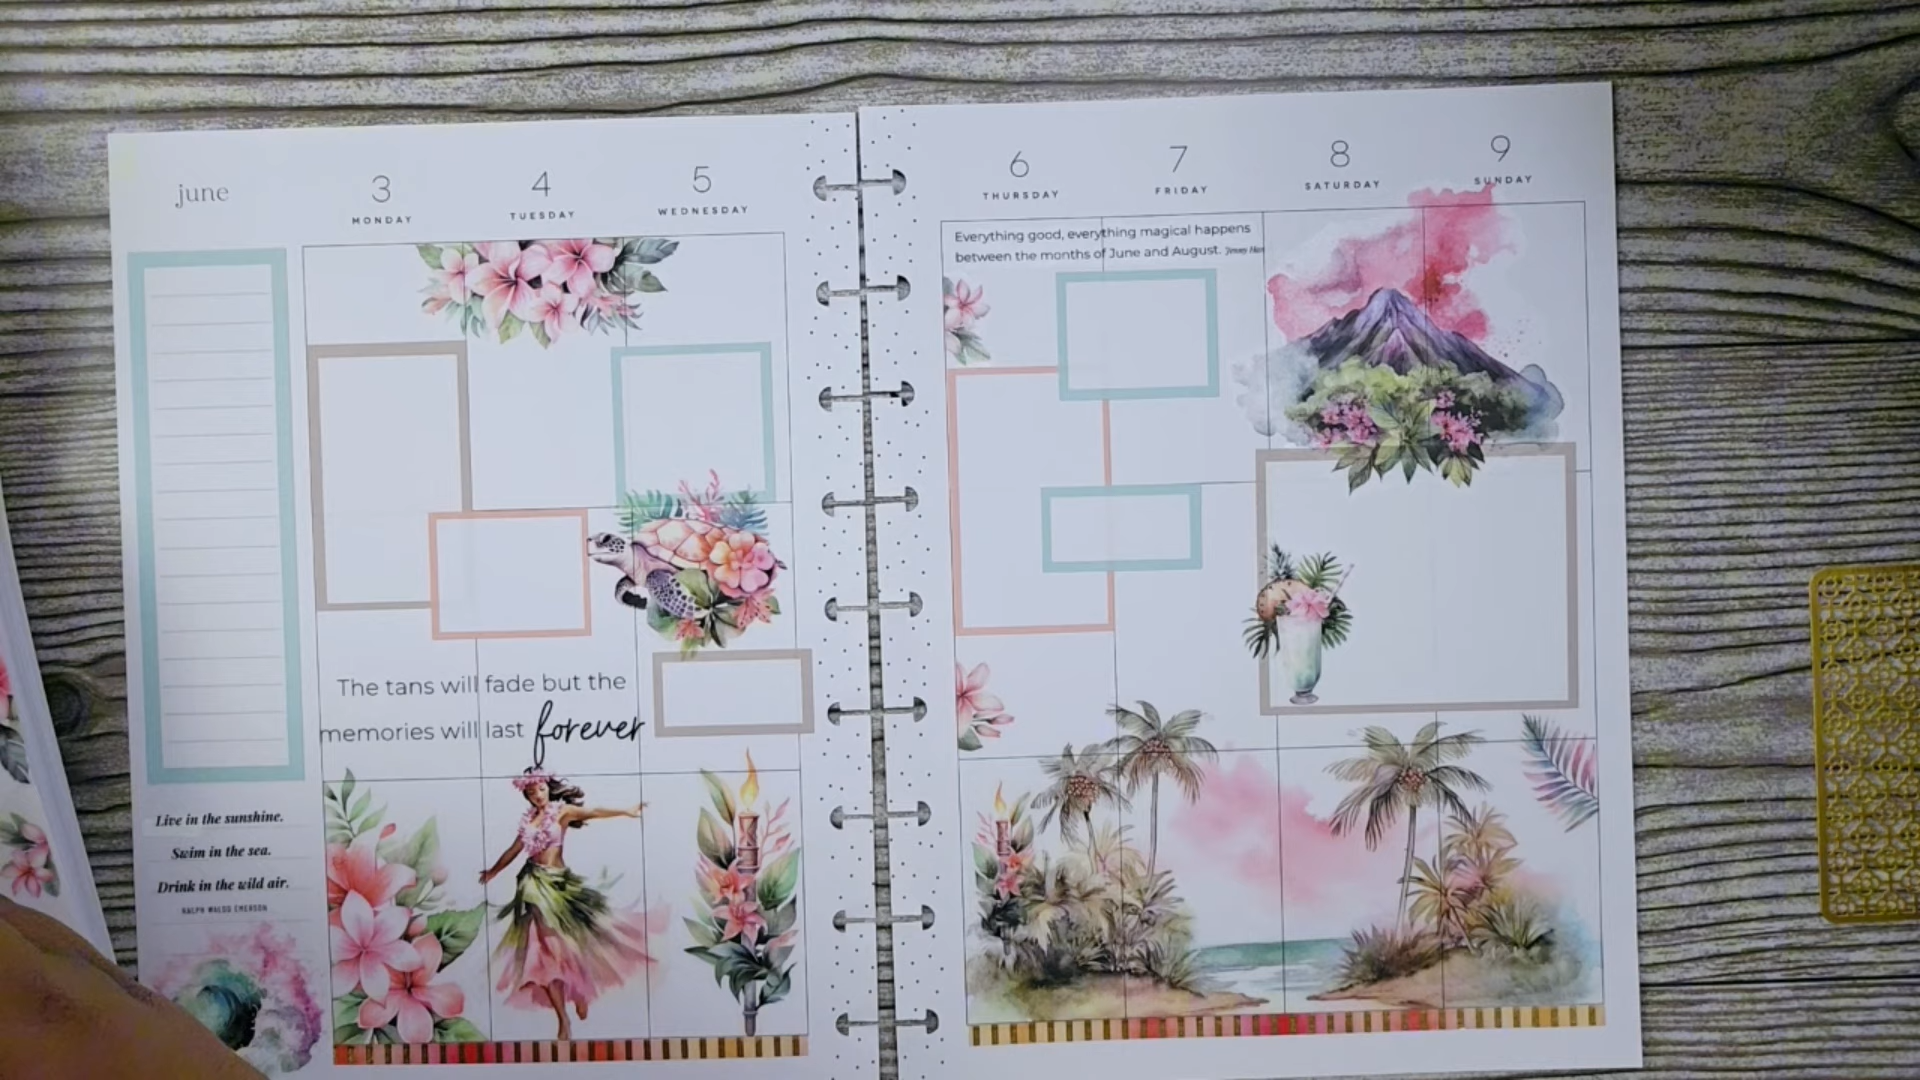 june
3
MONDAY
4
TUESDAY
5
WEDNESDAY
6
THURSDAY
7
FRIDAY
8
SATURDAY
9
SUNDAY
Everything good, everything magical happens
between the months of June and August. Jenny Han
The tans will fade but the
memories will last forever
Live in the sunshine.
Swim in the sea.
Drink in the wild air.
RALPH WALDO EMERSON